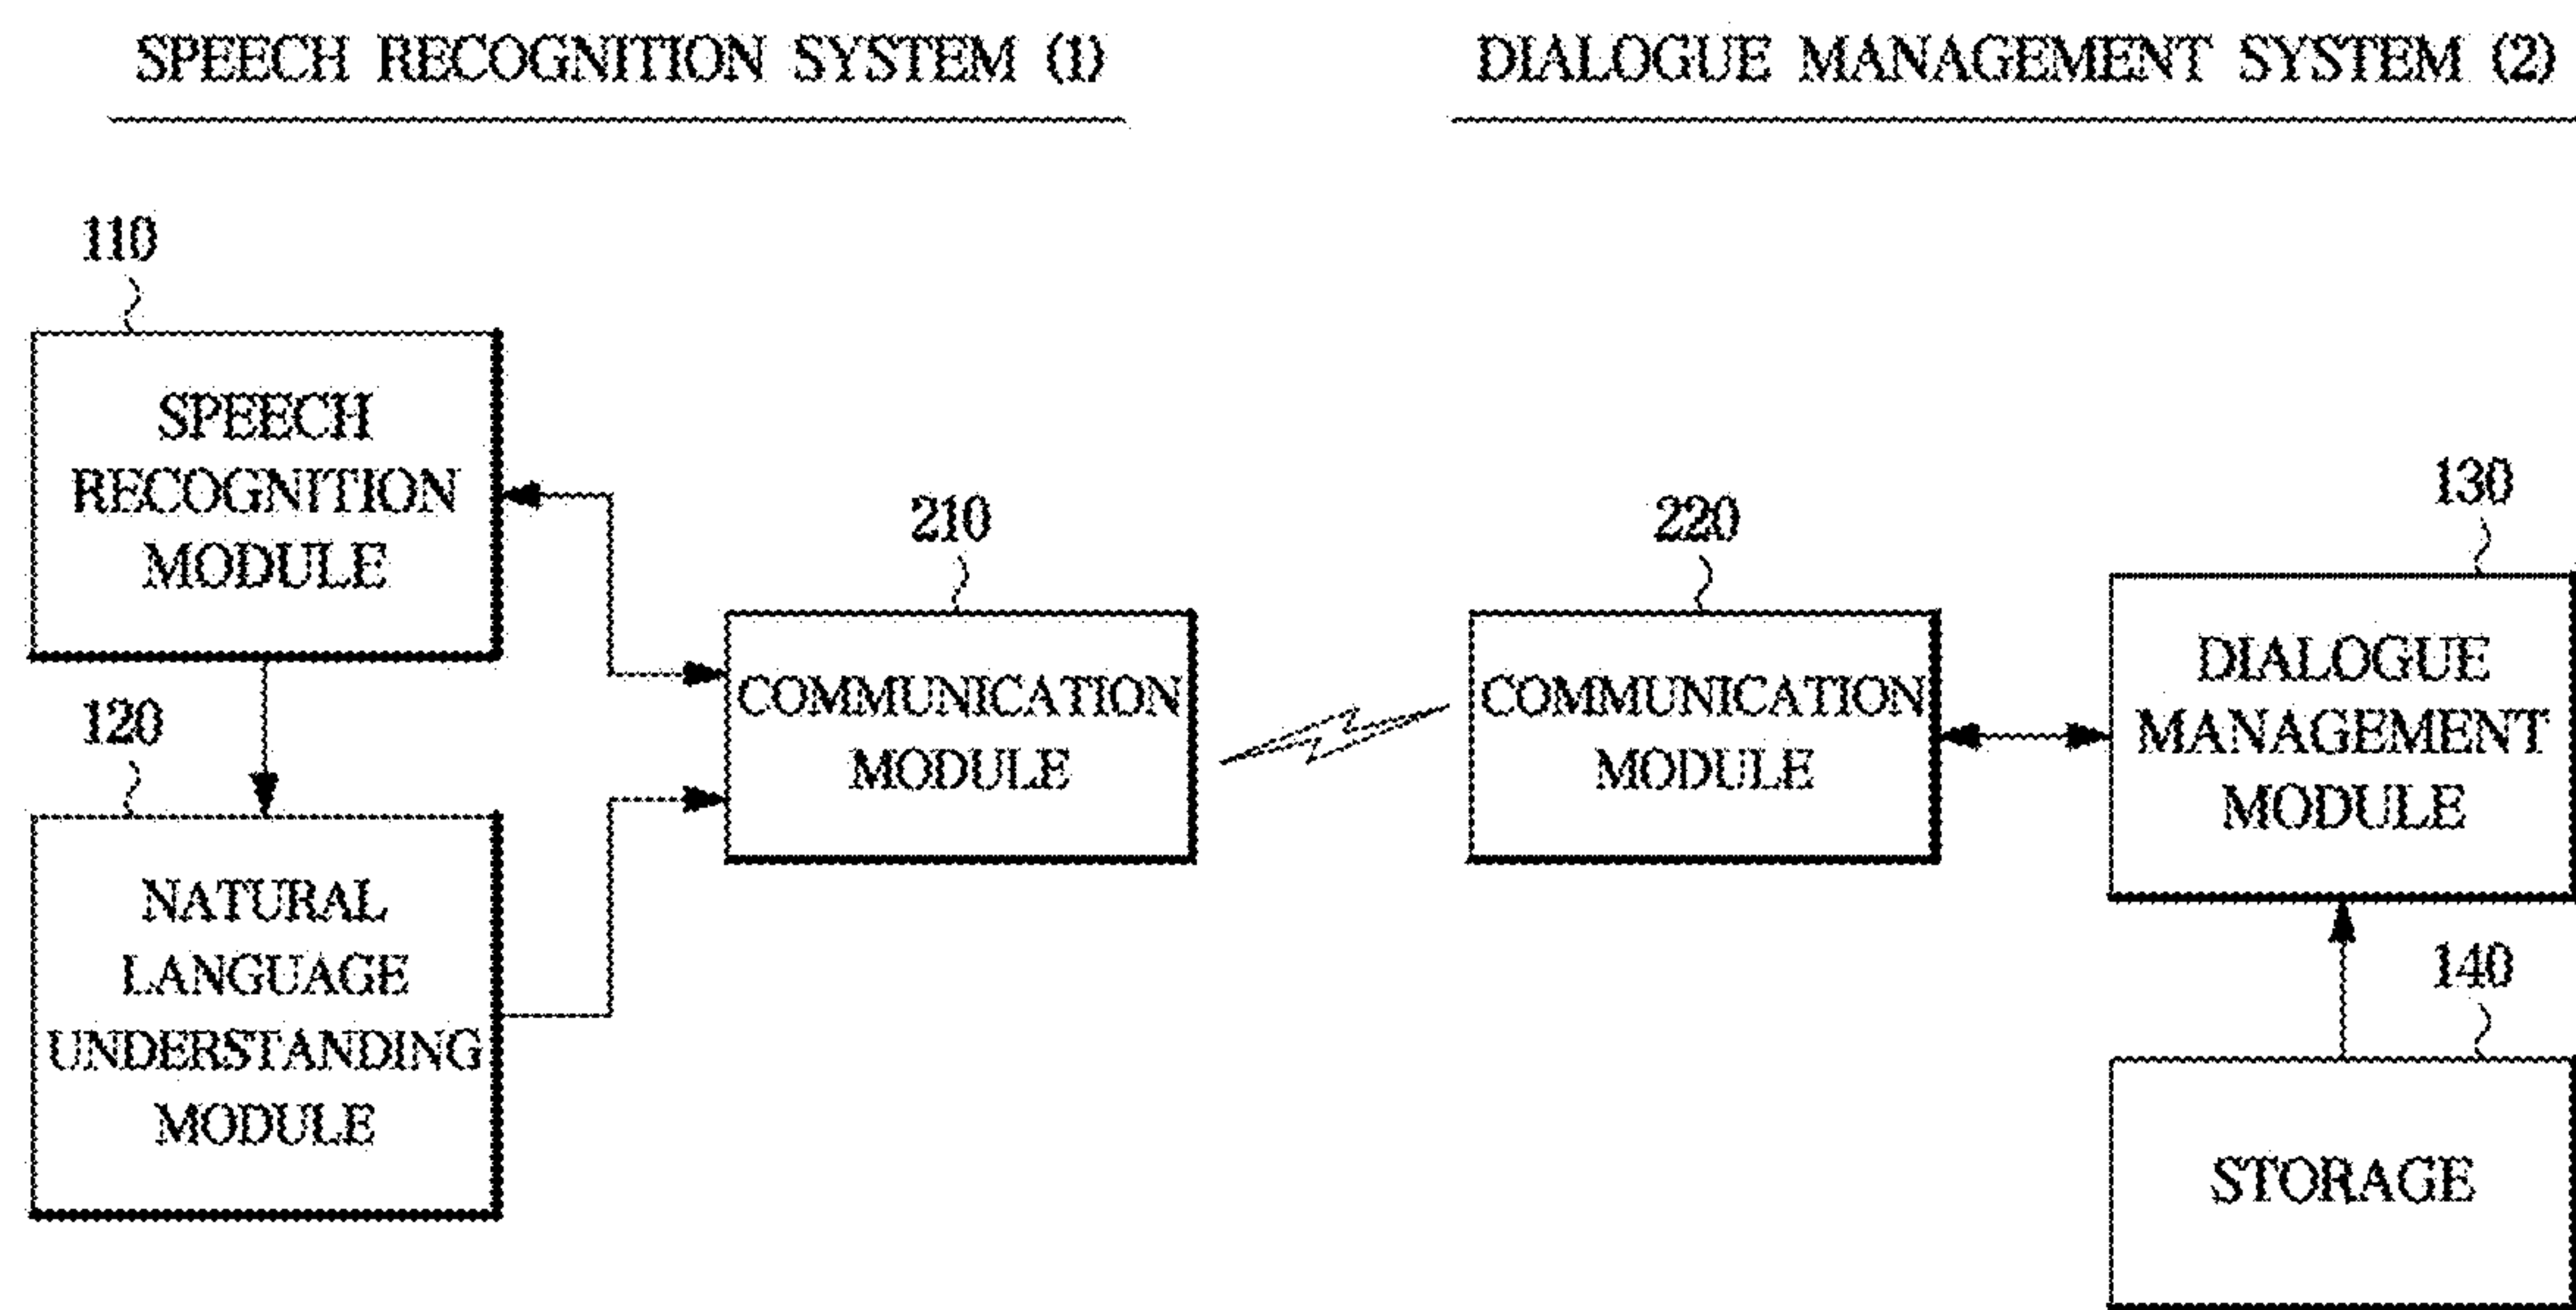 SPEECH RECOGNITION SYSTEM (1)
DIALOGUE MANAGEMENT SYSTEM (2)
110
SPEECH
RECOGNITION
MODULE
120
NATURAL
LANGUAGE
UNDERSTANDING
MODULE
210
COMMUNICATION
MODULE
220
COMMUNICATION
MODULE
130
DIALOGUE
MANAGEMENT
MODULE
140
STORAGE